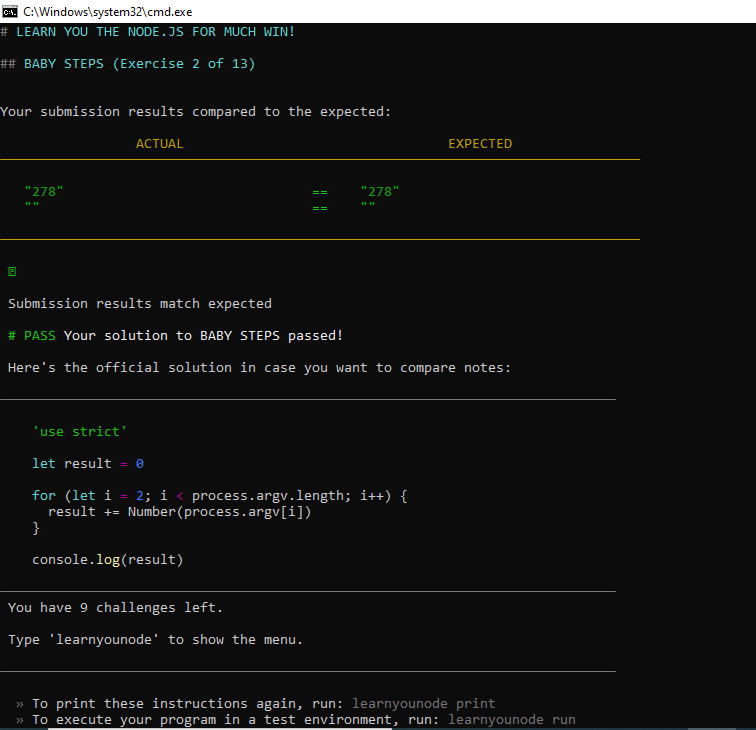 C:\Windows\system32\cmd.exe
# LEARN YOU THE NODE.JS FOR MUCH WIN!
## BABY STEPS (Exercise 2 of 13)
Your submission results compared to the expected:
ACTUAL EXPECTED
"278" == "278"
"" == ""
Submission results match expected
# PASS Your solution to BABY STEPS passed!
Here's the official solution in case you want to compare notes:
'use strict'
let result = 0
for (let i = 2; i < process.argv.length; i++) {
result += Number(process.argv[i])
}
console.log(result)
You have 9 challenges left.
Type 'learnyounode' to show the menu.
» To print these instructions again, run: learnyounode print
» To execute your program in a test environment, run: learnyounode run